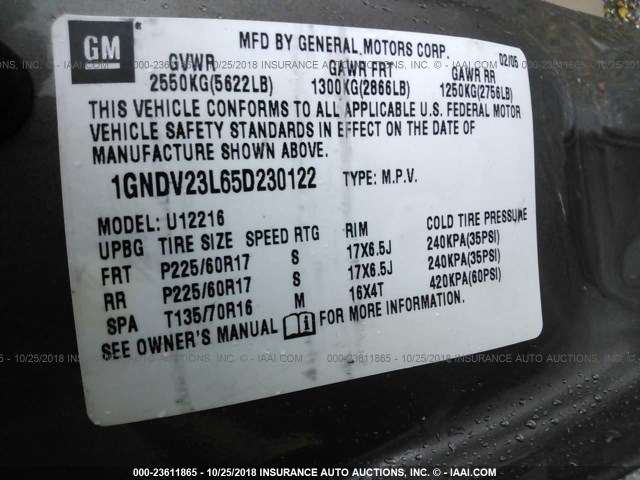 GM
MFD BY GENERAL MOTORS CORP.
02/05
GVWR GAWR FRT GAWR RR
2550KG(5622LB) 1300KG(2866LB) 1250KG(2756LB)
THIS VEHICLE CONFORMS TO ALL APPLICABLE U.S. FEDERAL MOTOR
VEHICLE SAFETY STANDARDS IN EFFECT ON THE DATE OF
MANUFACTURE SHOWN ABOVE.
1GNDV23L65D230122 TYPE: M.P.V.
MODEL: U12216
UPBG TIRE SIZE SPEED RTG RIM COLD TIRE PRESSURE
FRT P225/60R17 S 17X6.5J 240KPA(35PSI)
RR P225/60R17 S 17X6.5J 240KPA(35PSI)
SPA T135/70R16 M 16X4T 420KPA(60PSI)
SEE OWNER'S MANUAL i FOR MORE INFORMATION.
000-23611865 - 10/25/2018 INSURANCE AUTO AUCTIONS, INC. - © - IAAI.COM